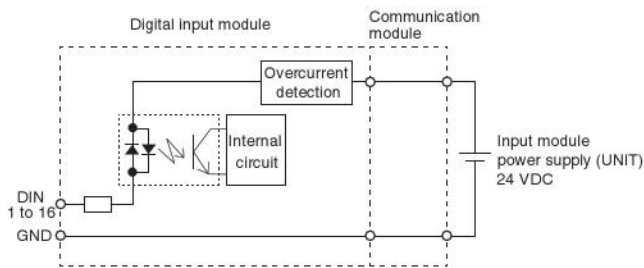 Digital input module
Communication
module
Overcurrent
detection
Internal
circuit
Input module
power supply (UNIT)
24 VDC
DIN
1 to 16
GND